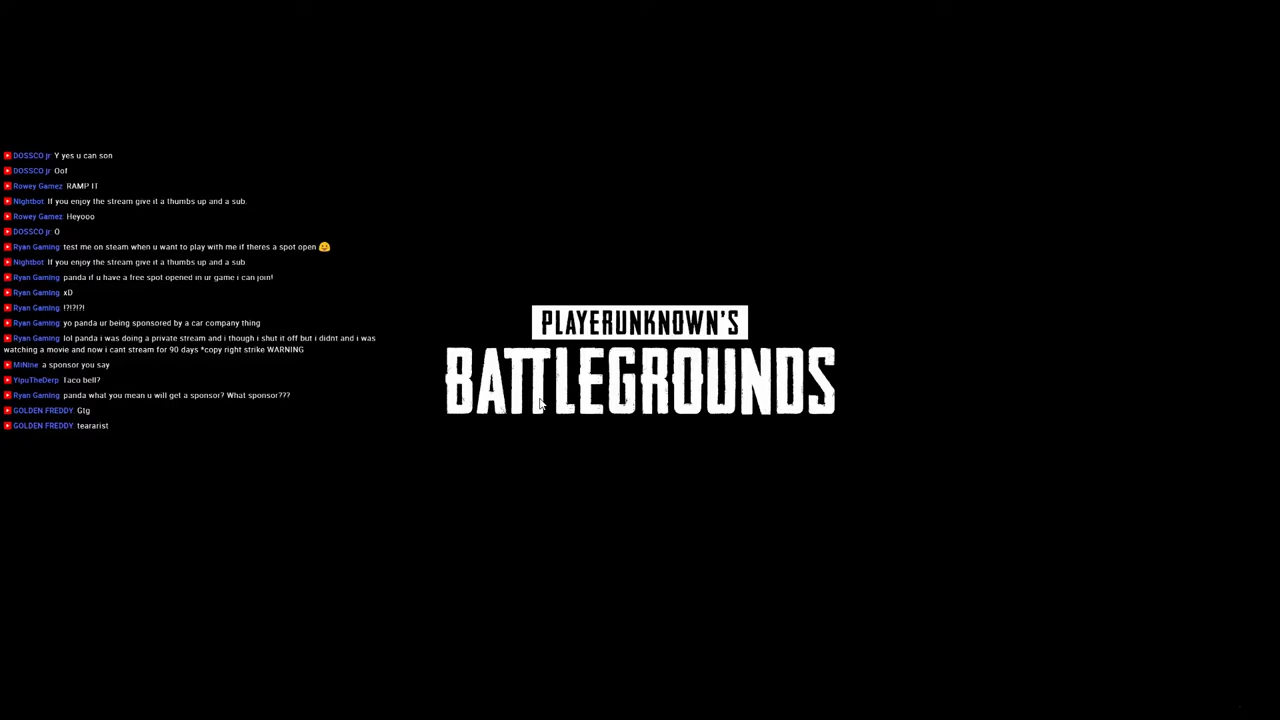 DOSSCO jr Y yes u can son
DOSSCO jr Oof
Rowey Gamez RAMP IT
Nightbot If you enjoy the stream give it a thumbs up and a sub.
Rowey Gamez Heyooo
DOSSCO jr O
Ryan Gaming test me on steam when u want to play with me if theres a spot open
Nightbot If you enjoy the stream give it a thumbs up and a sub.
Ryan Gaming panda if u have a free spot opened in ur game i can join!
Ryan Gaming xD
Ryan Gaming !?!?!?!
Ryan Gaming yo panda ur being sponsored by a car company thing
Ryan Gaming lol panda i was doing a private stream and i though i shut it off but i didnt and i was
watching a movie and now i cant stream for 90 days *copy right strike WARNING
MiNine a sponsor you say
YipuTheDerp Taco bell?
Ryan Gaming panda what you mean u will get a sponsor? What sponsor???
GOLDEN FREDDY Gtg
GOLDEN FREDDY teararist
PLAYERUNKNOWN'S
BATTLEGROUNDS